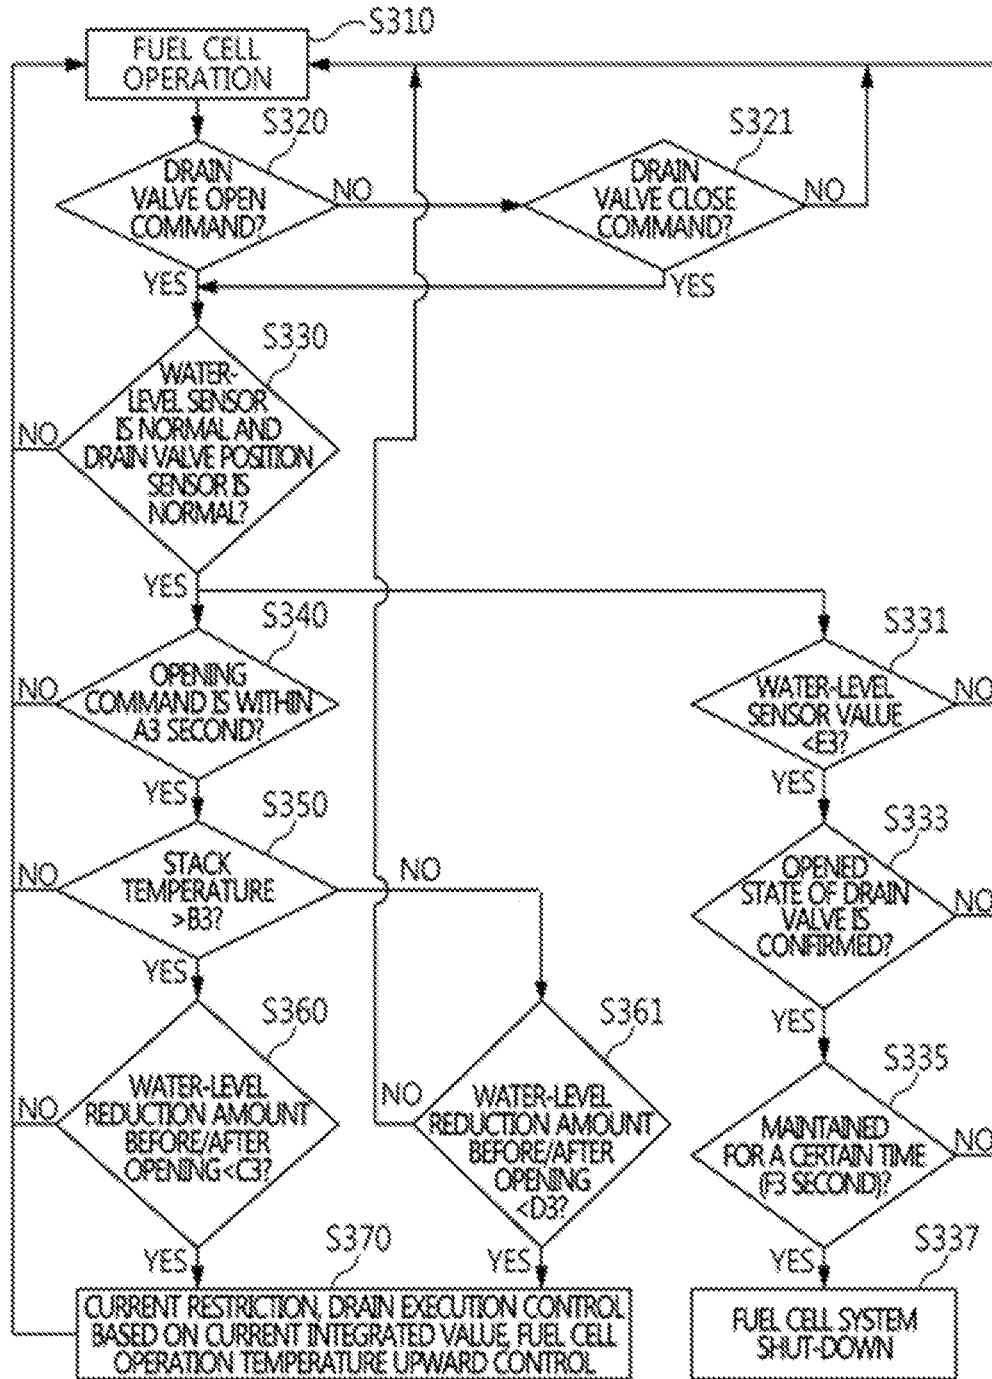 S310
FUEL CELL
OPERATION
S320
DRAIN
VALVE OPEN
COMMAND?
NO
YES
S321
DRAIN
VALVE CLOSE
COMMAND?
NO
YES
S330
WATER-
LEVEL SENSOR
IS NORMAL AND
DRAIN VALVE POSITION
SENSOR IS
NORMAL?
NO
YES
S340
OPENING
COMMAND IS WITHIN
A3 SECOND?
NO
YES
S331
WATER-LEVEL
SENSOR VALUE
<E3?
NO
YES
S350
STACK
TEMPERATURE
>B3?
NO
NO
YES
S333
OPENED
STATE OF DRAIN
VALVE IS
CONFIRMED?
NO
YES
S360
WATER-LEVEL
REDUCTION AMOUNT
BEFORE/AFTER
OPENING<C3?
NO
YES
S361
WATER-LEVEL
REDUCTION AMOUNT
BEFORE/AFTER
OPENING
<D3?
NO
YES
S335
MAINTAINED
FOR A CERTAIN TIME
(F3 SECOND)?
NO
YES
S370
CURRENT RESTRICTION, DRAIN EXECUTION CONTROL
BASED ON CURRENT INTEGRATED VALUE, FUEL CELL
OPERATION TEMPERATURE UPWARD CONTROL
S337
FUEL CELL SYSTEM
SHUT-DOWN